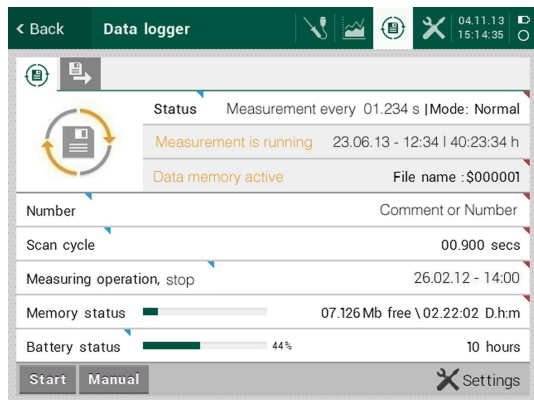 < Back Data logger 04.11.13
15:14:35
Status Measurement every 01.234 s |Mode: Normal
Measurement is running 23.06.13 - 12:34 | 40:23:34 h
Data memory active File name :$000001
Number Comment or Number
Scan cycle 00.900 secs
Measuring operation, stop 26.02.12 - 14:00
Memory status 07.126 Mb free \ 02.22:02 D.h:m
Battery status 44% 10 hours
Start Manual Settings